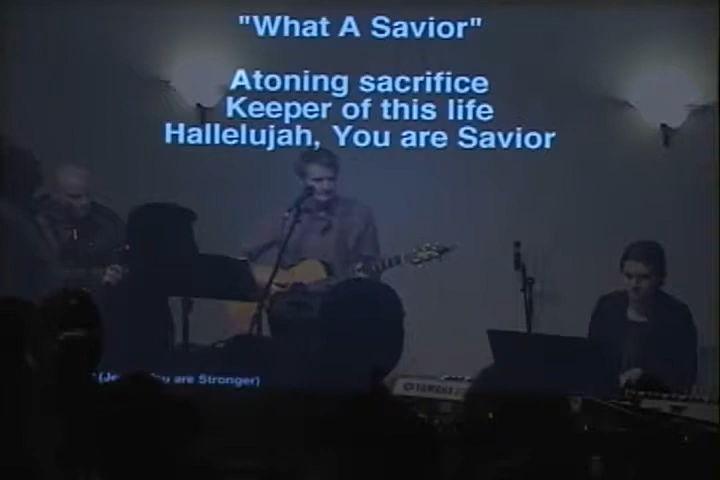 "What A Savior"
Atoning sacrifice
Keeper of this life
Hallelujah, You are Savior
You are Stronger)
YAMAHA